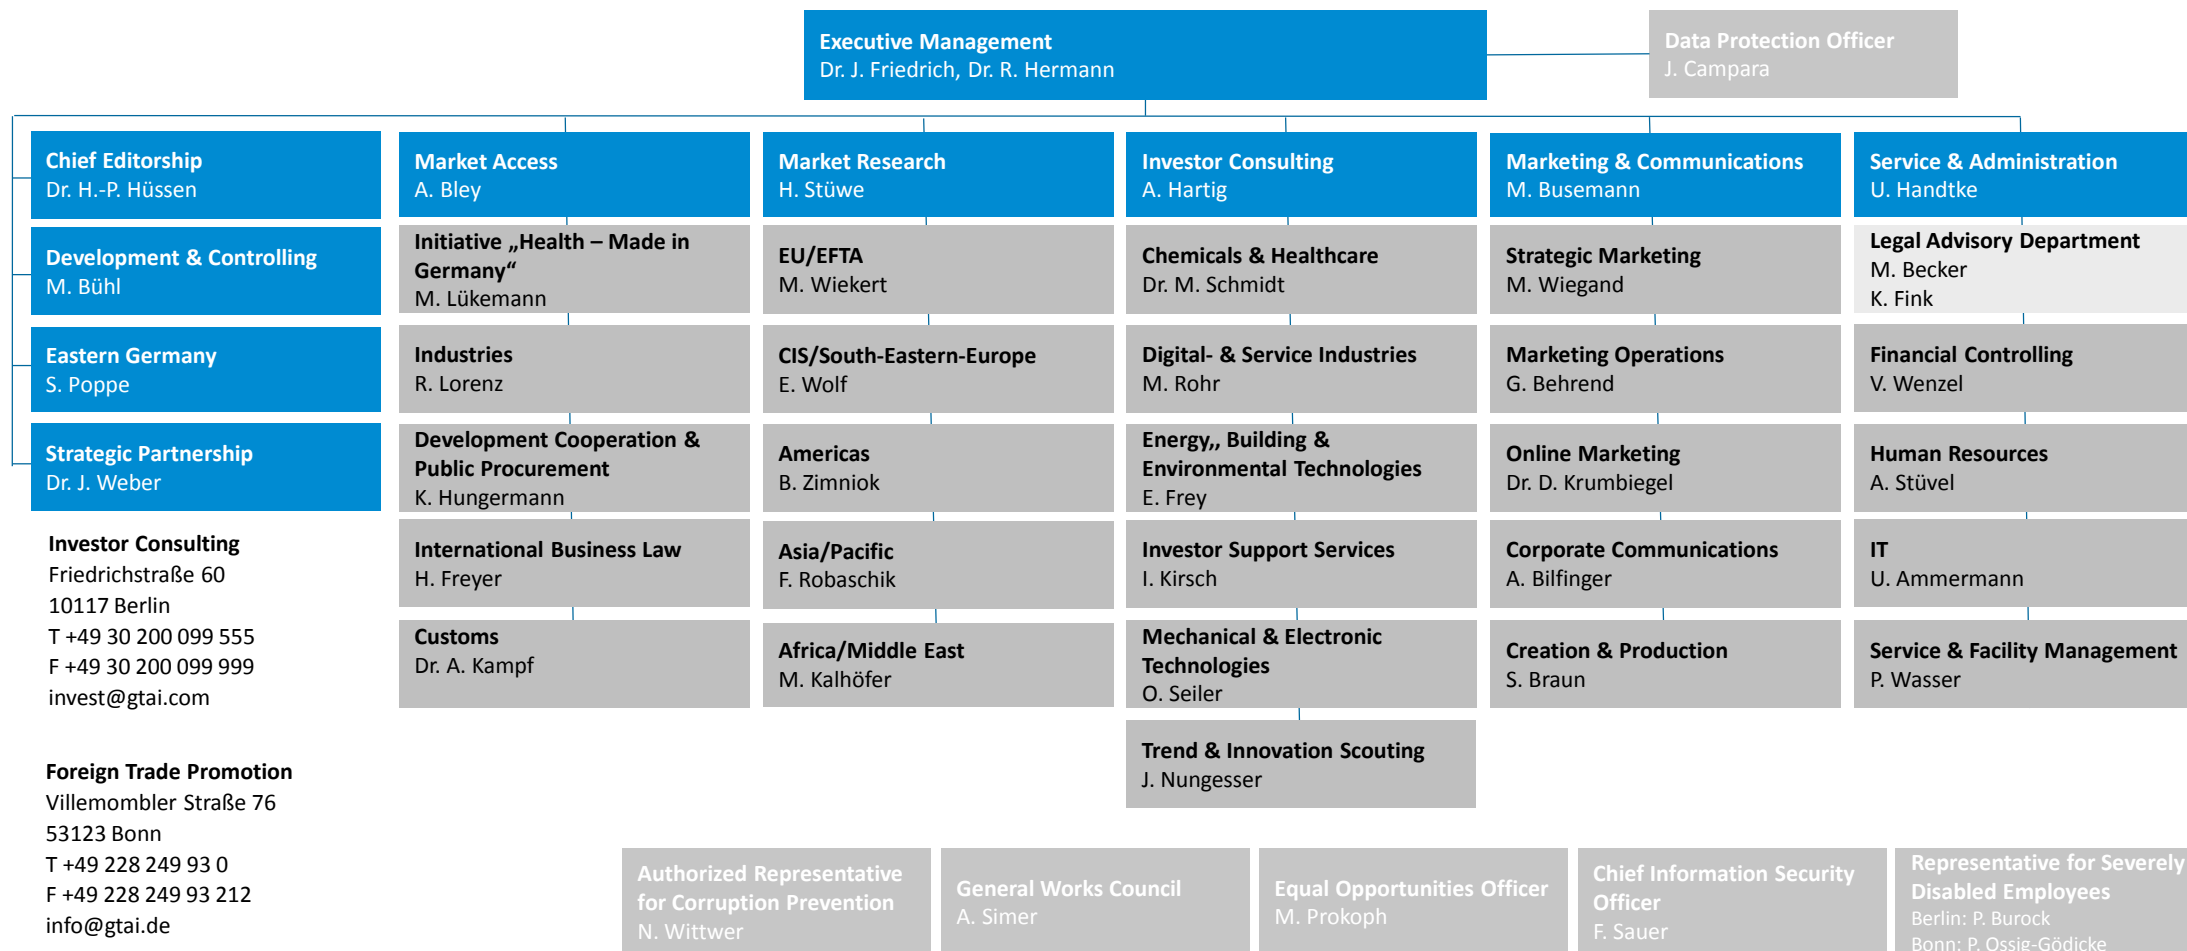 Executive Management
Dr. J. Friedrich, Dr. R. Hermann
Data Protection Officer
J. Campara
Chief Editorship
Dr. H.-P. Hüssen
Development & Controlling
M. Bühl
Eastern Germany
S. Poppe
Strategic Partnership
Dr. J. Weber
Market Access
A. Bley
Initiative „Health – Made in
Germany“
M. Lükemann
Industries
R. Lorenz
Development Cooperation &
Public Procurement
K. Hungermann
International Business Law
H. Freyer
Customs
Dr. A. Kampf
Market Research
H. Stüwe
EU/EFTA
M. Wiekert
CIS/South-Eastern-Europe
E. Wolf
Americas
B. Zimniok
Asia/Pacific
F. Robaschik
Africa/Middle East
M. Kalhöfer
Investor Consulting
A. Hartig
Chemicals & Healthcare
Dr. M. Schmidt
Digital- & Service Industries
M. Rohr
Energy,, Building &
Environmental Technologies
E. Frey
Investor Support Services
I. Kirsch
Mechanical & Electronic
Technologies
O. Seiler
Trend & Innovation Scouting
J. Nungesser
Marketing & Communications
M. Busemann
Strategic Marketing
M. Wiegand
Marketing Operations
G. Behrend
Online Marketing
Dr. D. Krumbiegel
Corporate Communications
A. Bilfinger
Creation & Production
S. Braun
Service & Administration
U. Handtke
Legal Advisory Department
M. Becker
K. Fink
Financial Controlling
V. Wenzel
Human Resources
A. Stüvel
IT
U. Ammermann
Service & Facility Management
P. Wasser
Investor Consulting
Friedrichstraße 60
10117 Berlin
T +49 30 200 099 555
F +49 30 200 099 999
invest@gtai.com
Foreign Trade Promotion
Villemombler Straße 76
53123 Bonn
T +49 228 249 93 0
F +49 228 249 93 212
info@gtai.de
Authorized Representative
for Corruption Prevention
N. Wittwer
General Works Council
A. Simer
Equal Opportunities Officer
M. Prokoph
Chief Information Security
Officer
F. Sauer
Representative for Severely
Disabled Employees
Berlin: P. Burock
Bonn: P. Ossig-Gödicke